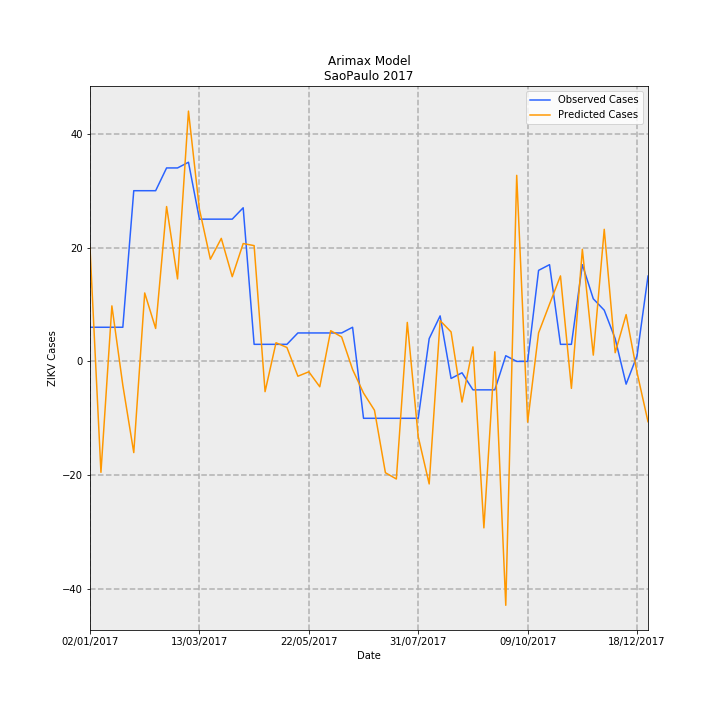 Arimax Model
SaoPaulo 2017
Observed Cases
Predicted Cases
ZIKV Cases
40
20
0
−20
−40
02/01/2017
13/03/2017
22/05/2017
31/07/2017
09/10/2017
18/12/2017
Date